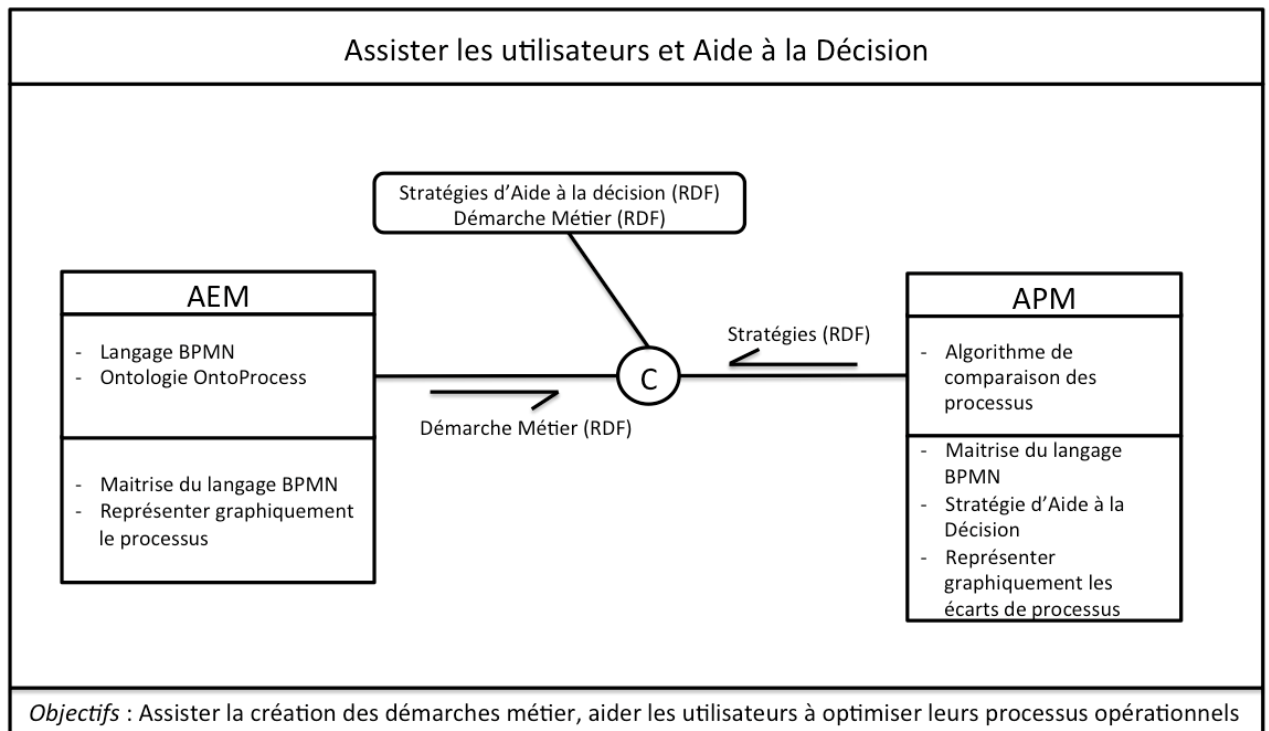 Assister les utilisateurs et Aide à la Décision
Stratégies d'Aide à la décision (RDF)
Démarche Métier (RDF)
AEM
- Langage BPMN
- Ontologie OntoProcess
- Maitrise du langage BPMN
- Représenter graphiquement
le processus
Démarche Métier (RDF)
C
Stratégies (RDF)
APM
- Algorithme de
comparaison des
processus
- Maitrise du langage
BPMN
- Stratégie d'Aide à la
Décision
- Représenter
graphiquement les
écarts de processus
Objectifs : Assister la création des démarches métier, aider les utilisateurs à optimiser leurs processus opérationnels